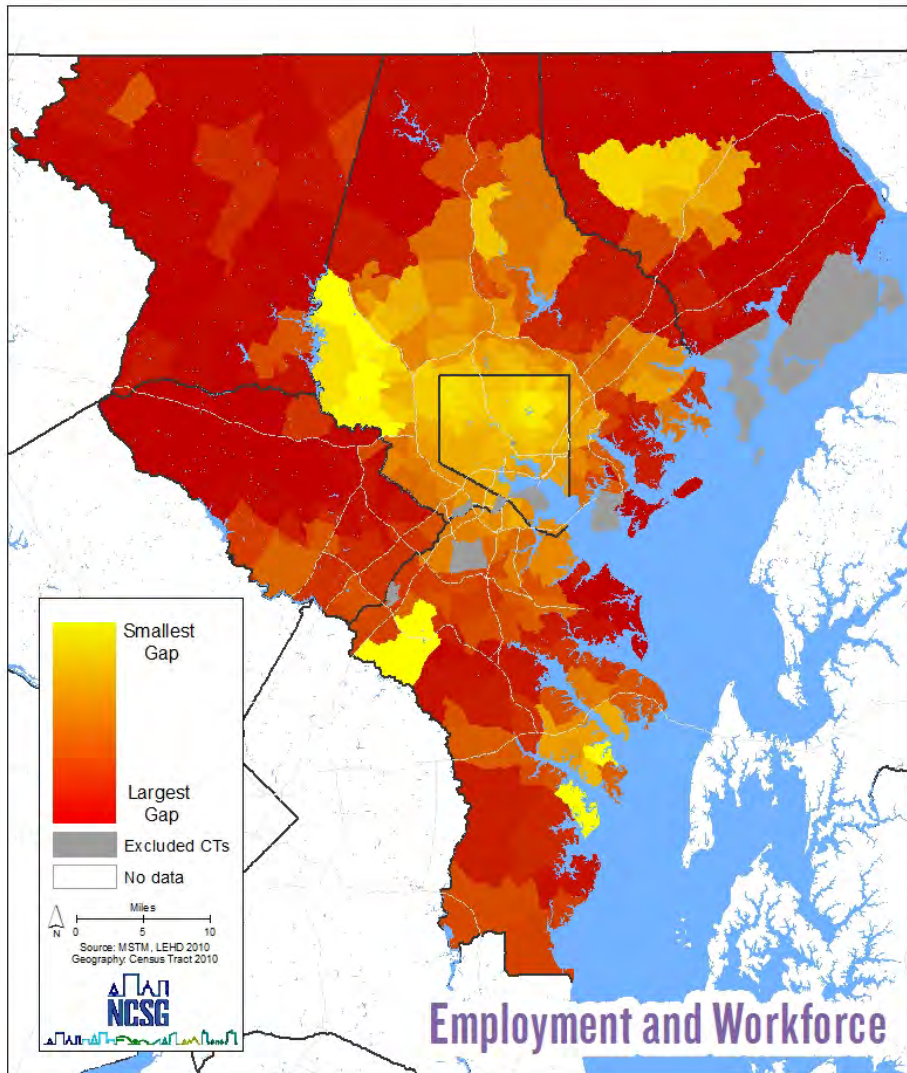 Smallest
Gap
Largest
Gap
Excluded CTs
No data
Miles
N
0 5 10
Source: MSTM, LEHD 2010
Geography: Census Tract 2010
NCSG
Employment and Workforce